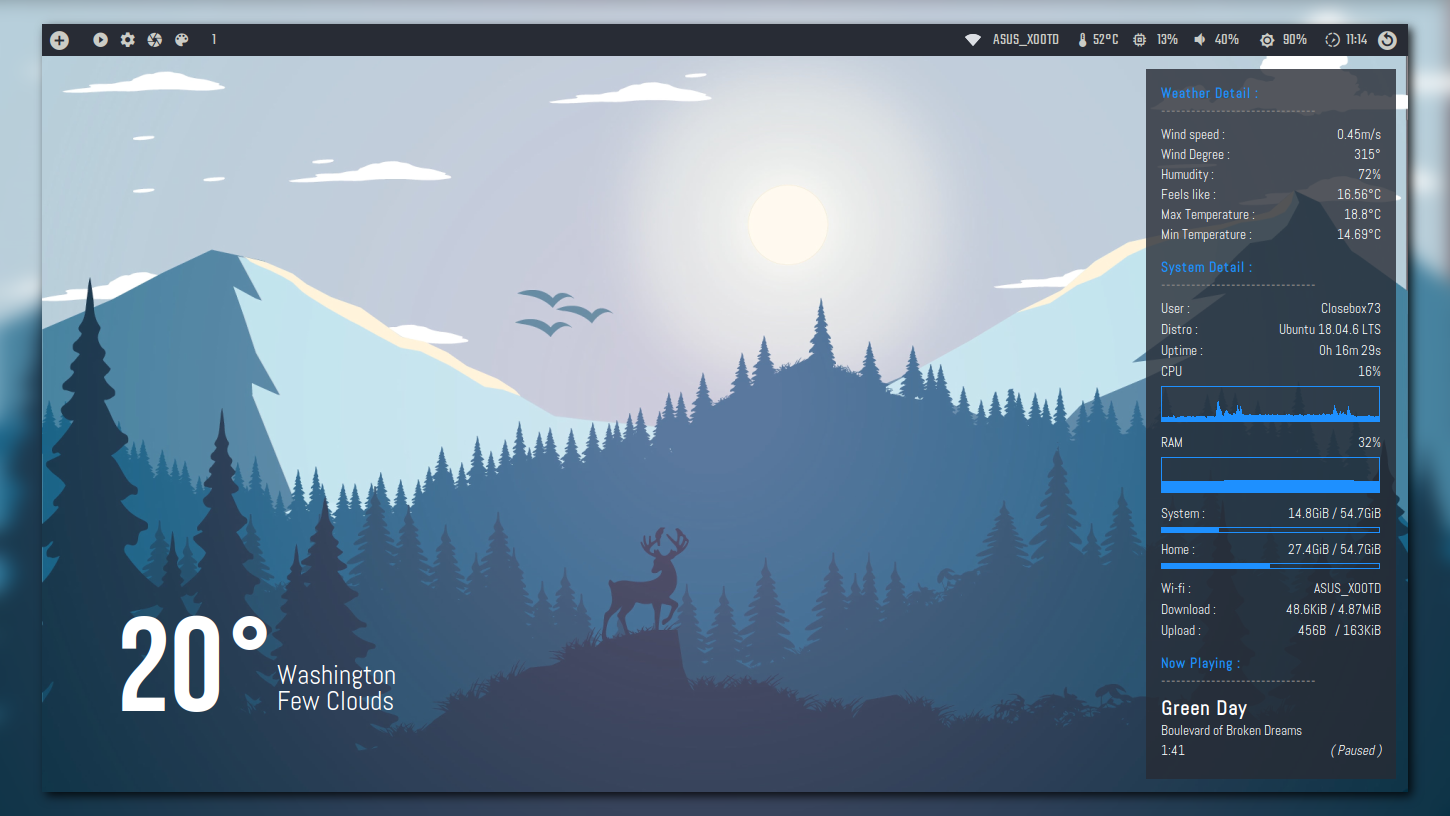 1 ASUS_X00TD 52°C 13% 40% 90% 11:14
Weather Detail :
Wind speed : 0.45m/s
Wind Degree : 315°
Humudity : 72%
Feels like : 16.56°C
Max Temperature : 18.8°C
Min Temperature : 14.69°C
System Detail :
User : Closebox73
Distro : Ubuntu 18.04.6 LTS
Uptime : 0h 16m 29s
CPU 16%
RAM 32%
System : 14.8GiB / 54.7GiB
Home : 27.4GiB / 54.7GiB
Wi-fi : ASUS_X00TD
Download : 48.6KiB / 4.87MiB
Upload : 456B / 163KiB
Now Playing :
Green Day
Boulevard of Broken Dreams
1:41 ( Paused )
20°
Washington
Few Clouds